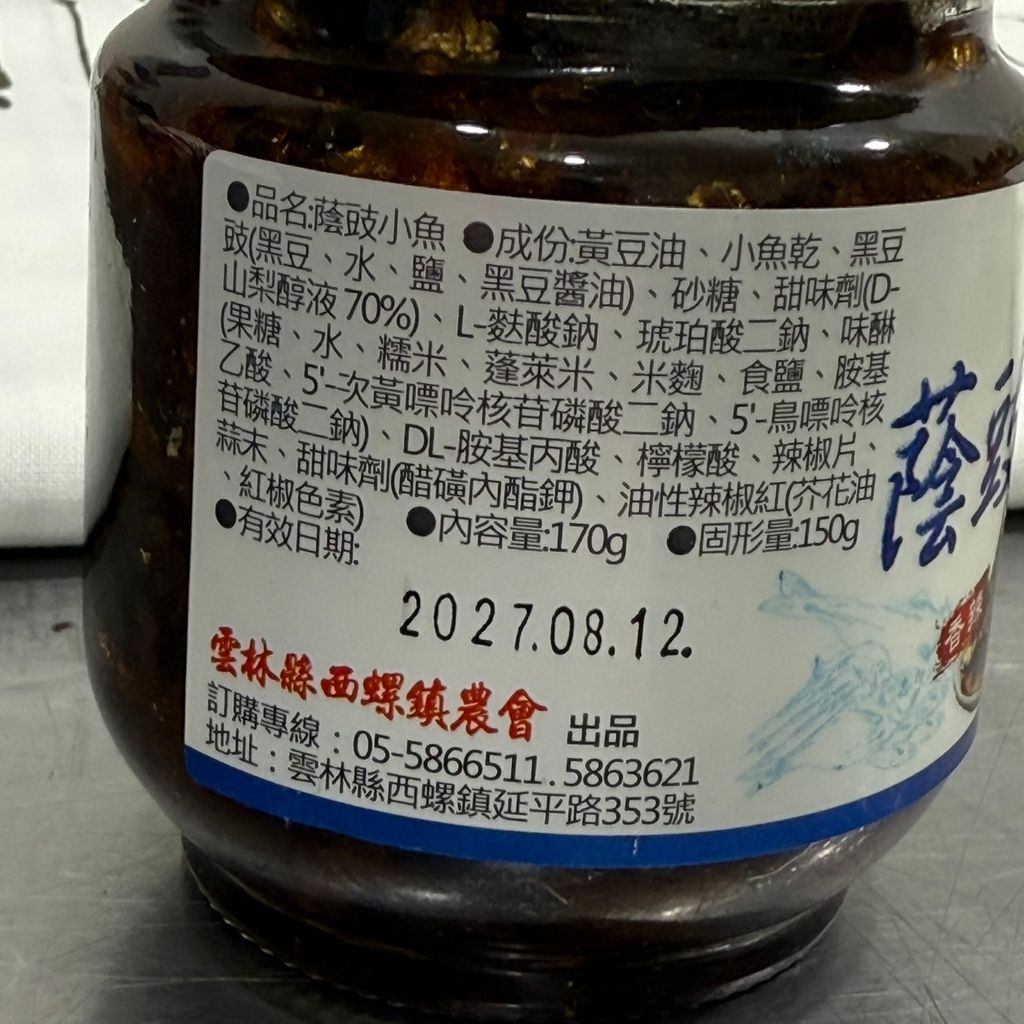 ●品名:蔭豉小魚 ●成份:黃豆油、小魚乾、黑豆
豉(黑豆、水、鹽、黑豆醬油)、砂糖、甜味劑(D-
山梨醇液 70%)、L-麩酸鈉、琥珀酸二鈉、味醂
(果糖、水、糯米、蓬萊米、米麴、食鹽、胺基
乙酸、5'-次黃嘌呤核苷磷酸二鈉、5'-鳥嘌呤核
苷磷酸二鈉)、DL-胺基丙酸、檸檬酸、辣椒片、
蒜末、甜味劑(醋磺內酯鉀)、油性辣椒紅(芥花油
、紅椒色素)
●有效日期: ●內容量:170g ●固形量:150g
2027.08.12.
雲林縣西螺鎮農會 出品
訂購專線：05-5866511.5863621
地址：雲林縣西螺鎮延平路353號
蔭
香辣